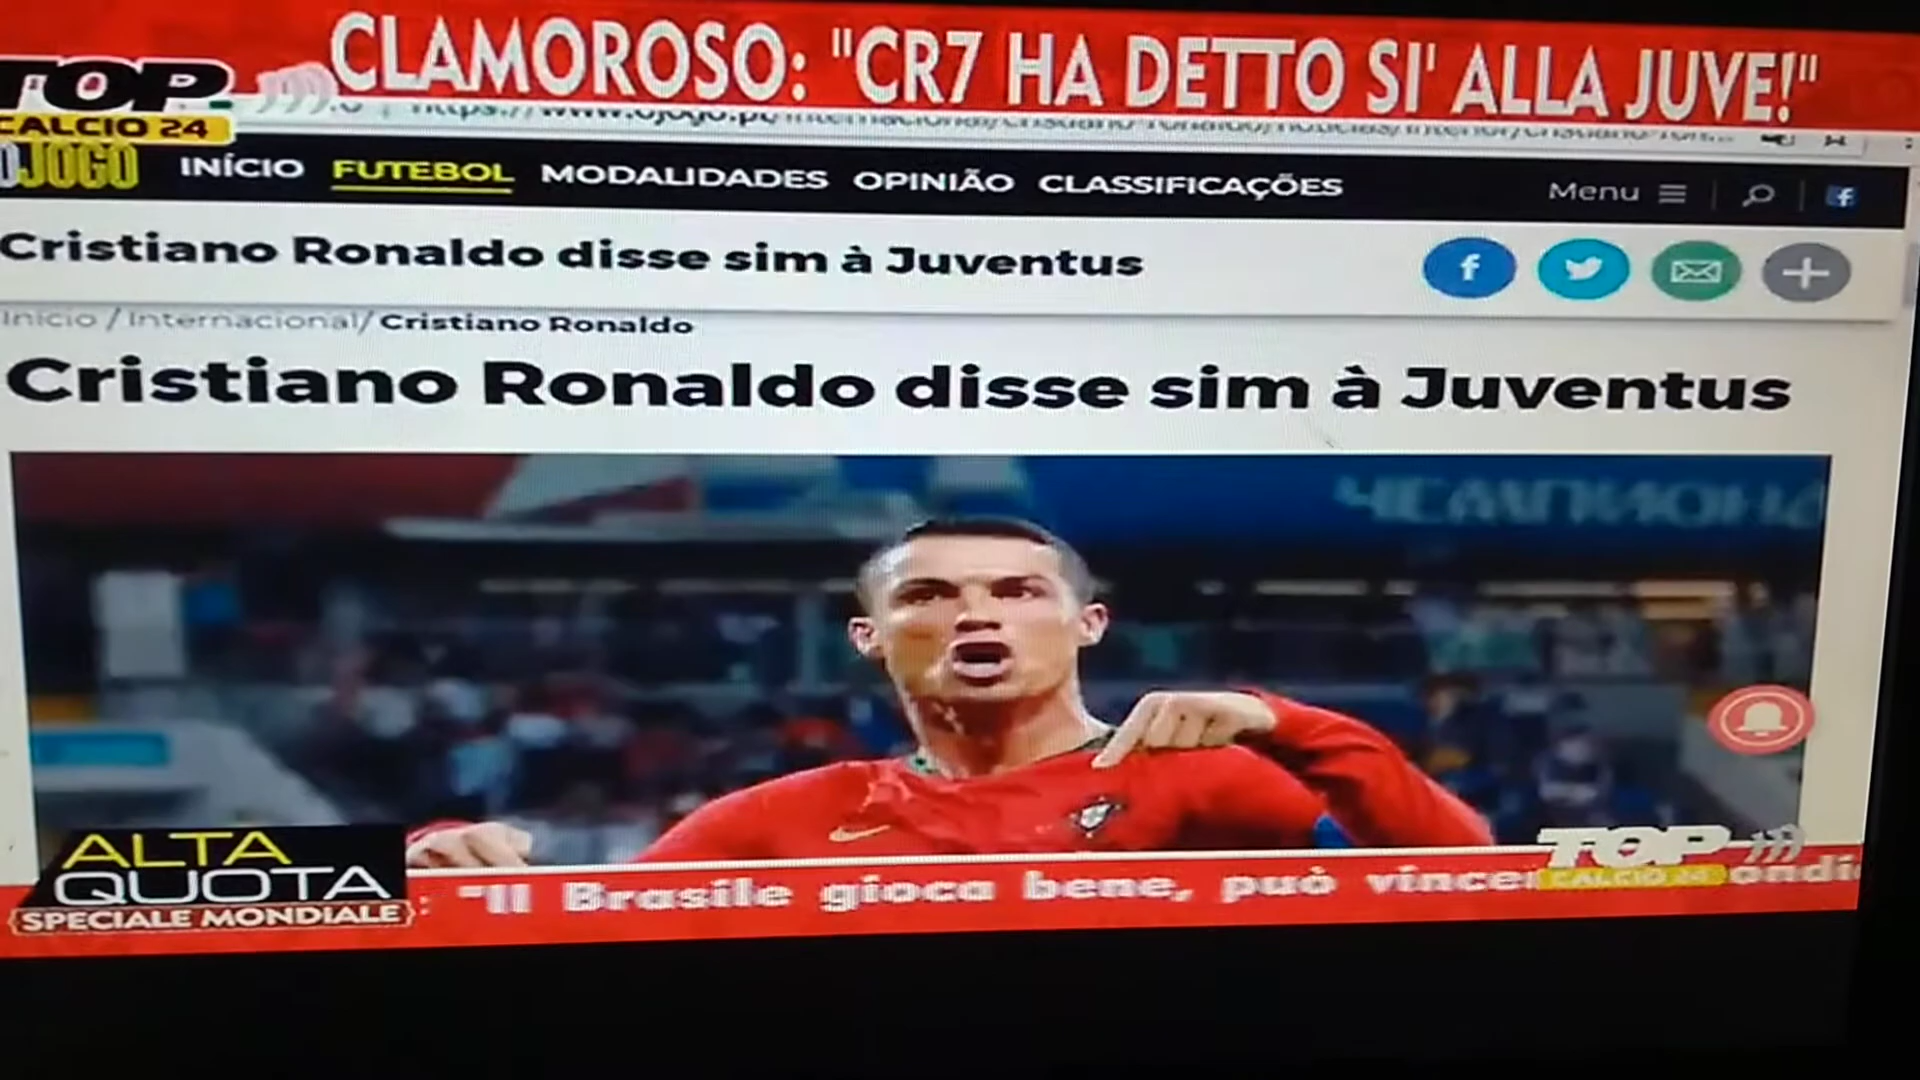 CLAMOROSO: "CR7 HA DETTO SI' ALLA JUVE!"
TOP
CALCIO 24
OJOGO INÍCIO FUTEBOL MODALIDADES OPINIÃO CLASSIFICAÇÕES Menu
Cristiano Ronaldo disse sim à Juventus
Início / Internacional / Cristiano Ronaldo
Cristiano Ronaldo disse sim à Juventus
ЧЕМПИОНА
ALTA
QUOTA
SPECIALE MONDIALE
TOP
CALCIO 24
: "Il Brasile gioca bene, può